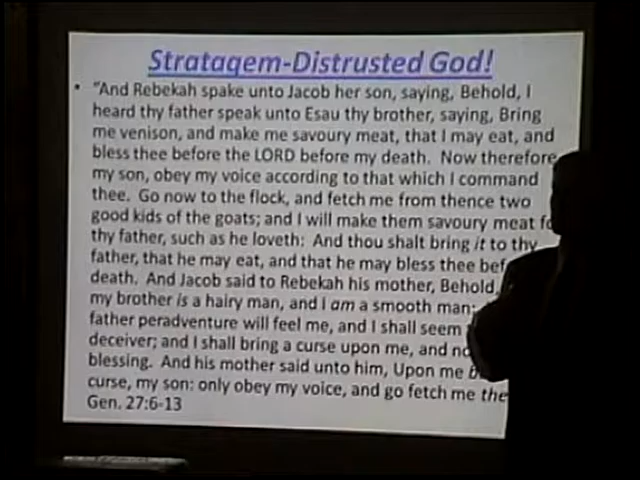 Stratagem-Distrusted God!
• "And Rebekah spake unto Jacob her son, saying, Behold, I
heard thy father speak unto Esau thy brother, saying, Bring
me venison, and make me savoury meat, that I may eat, and
bless thee before the LORD before my death. Now therefore
my son, obey my voice according to that which I command
thee. Go now to the flock, and fetch me from thence two
good kids of the goats; and I will make them savoury meat
thy father, such as he loveth: And thou shalt bring it to thy
father, that he may eat, and that he may bless thee
death. And Jacob said to Rebekah his mother, Behold,
my brother is a hairy man, and I am a smooth man:
father peradventure will feel me, and I shall seem
deceiver; and I shall bring a curse upon me, and
blessing. And his mother said unto him, Upon me
curse, my son: only obey my voice, and go fetch me
Gen. 27:6-13